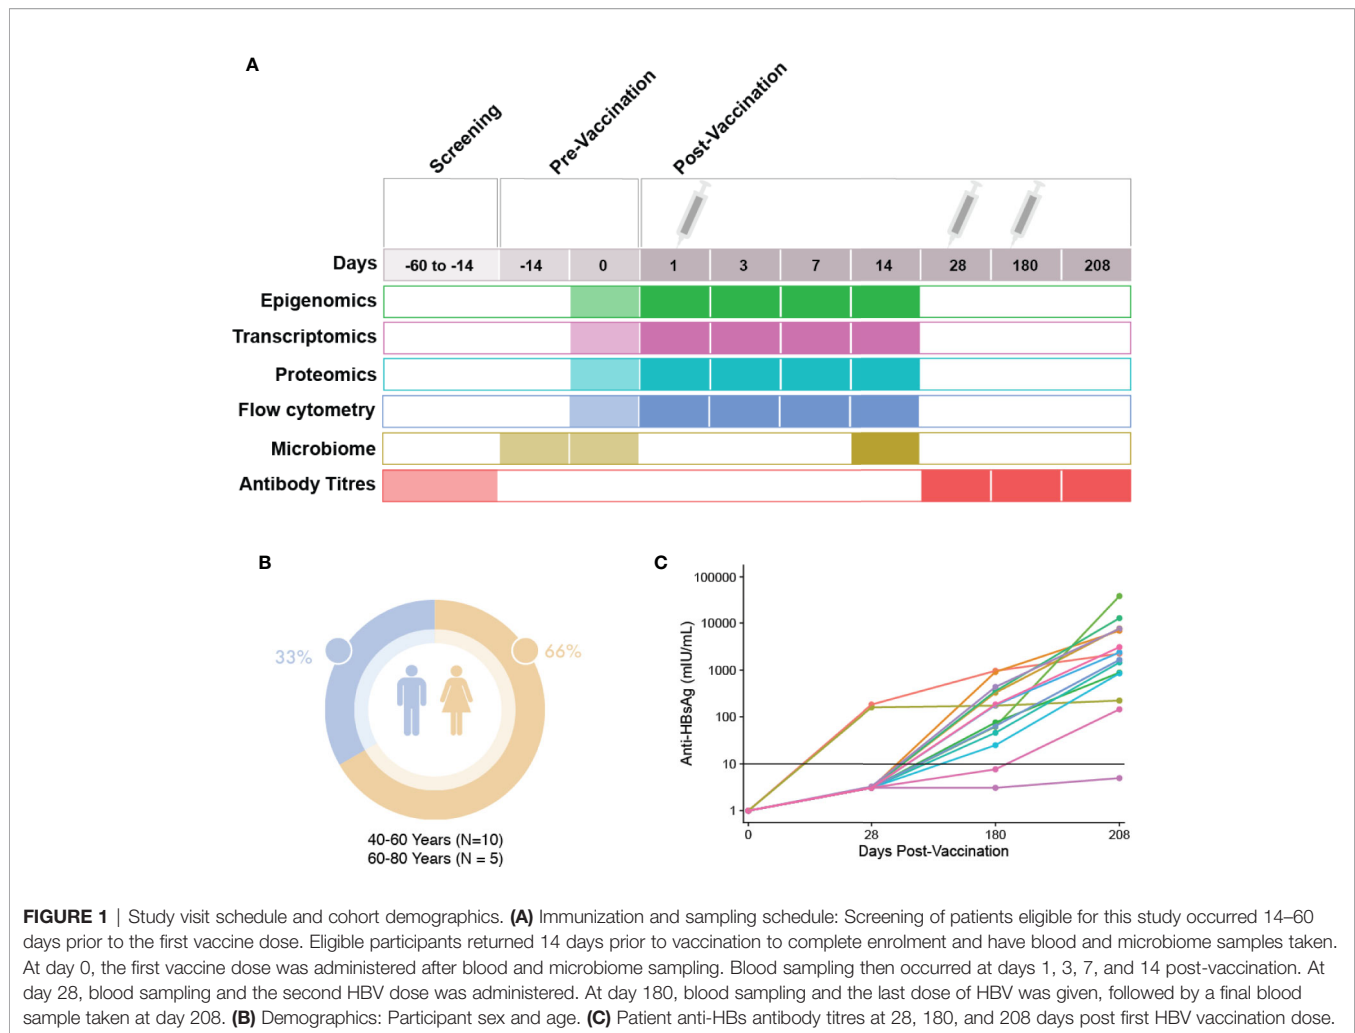 A
Screening
Pre-Vaccination
Post-Vaccination
Days -60 to -14 -14 0 1 3 7 14 28 180 208
Epigenomics
Transcriptomics
Proteomics
Flow cytometry
Microbiome
Antibody Titres
B
33%
66%
40-60 Years (N=10)
60-80 Years (N = 5)
C
Anti-HBsAg (mIU/mL)
100000
10000
1000
100
10
1
0 28 180 208
Days Post-Vaccination
FIGURE 1 | Study visit schedule and cohort demographics. (A) Immunization and sampling schedule: Screening of patients eligible for this study occurred 14–60
days prior to the first vaccine dose. Eligible participants returned 14 days prior to vaccination to complete enrolment and have blood and microbiome samples taken.
At day 0, the first vaccine dose was administered after blood and microbiome sampling. Blood sampling then occurred at days 1, 3, 7, and 14 post-vaccination. At
day 28, blood sampling and the second HBV dose was administered. At day 180, blood sampling and the last dose of HBV was given, followed by a final blood
sample taken at day 208. (B) Demographics: Participant sex and age. (C) Patient anti-HBs antibody titres at 28, 180, and 208 days post first HBV vaccination dose.